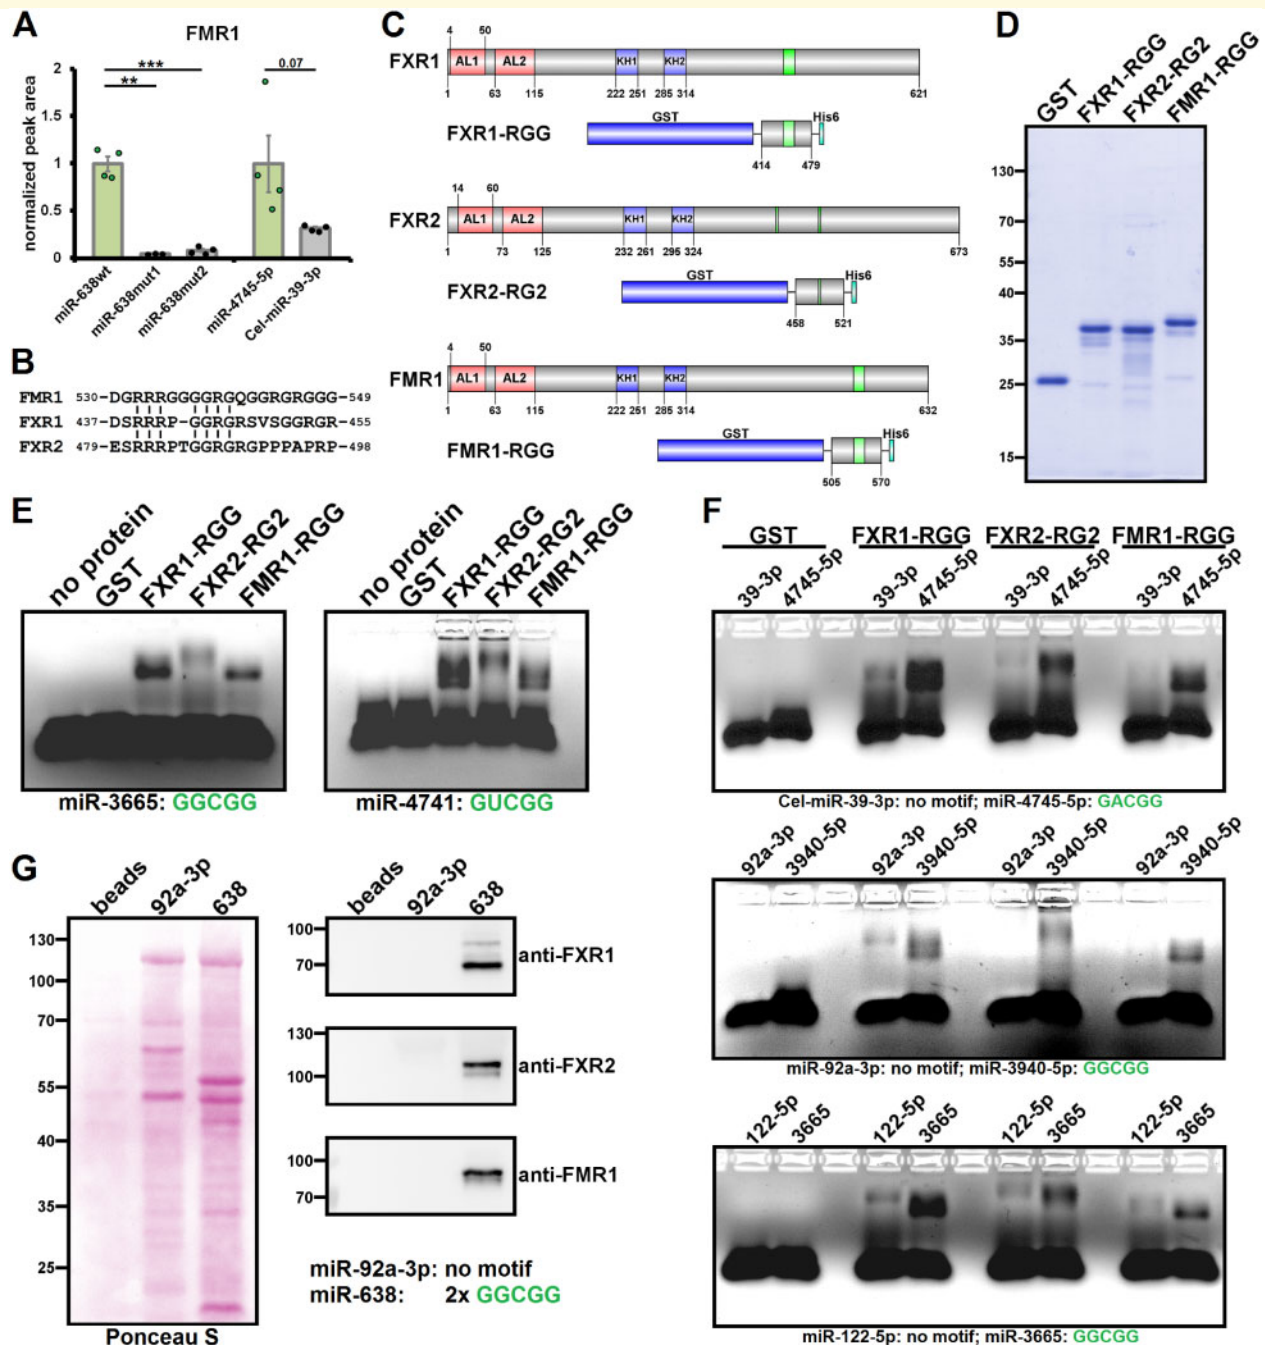 A
FMR1
normalized peak area
2
1.5
1
0.5
0
***
**
0.07
miR-638wt
miR-638mut1
miR-638mut2
miR-4745-5p
Cel-miR-39-3p
B
FMR1 530-DGRRRGGGGRGQGGRGRGGG-549
FXR1 437-DSRRRP-GGRGRSVSGGRGR-455
FXR2 479-ESRRRPTGGRGRGPPPAPRP-498
C
4 50
FXR1 AL1 AL2 KH1 KH2
1 63 115 222 251 285 314 621
GST His6
FXR1-RGG
414 479
14 60
FXR2 AL1 AL2 KH1 KH2
1 73 125 232 261 295 324 673
GST His6
FXR2-RG2
458 521
4 50
FMR1 AL1 AL2 KH1 KH2
1 63 115 222 251 285 314 632
GST His6
FMR1-RGG
505 570
D
GST FXR1-RGG FXR2-RG2 FMR1-RGG
130
70
55
40
35
25
15
E
no protein GST FXR1-RGG FXR2-RG2 FMR1-RGG
miR-3665: GGCGG
no protein GST FXR1-RGG FXR2-RG2 FMR1-RGG
miR-4741: GUCGG
F
GST FXR1-RGG FXR2-RG2 FMR1-RGG
39-3p 4745-5p 39-3p 4745-5p 39-3p 4745-5p 39-3p 4745-5p
Cel-miR-39-3p: no motif; miR-4745-5p: GACGG
92a-3p 3940-5p 92a-3p 3940-5p 92a-3p 3940-5p 92a-3p 3940-5p
miR-92a-3p: no motif; miR-3940-5p: GGCGG
122-5p 3665 122-5p 3665 122-5p 3665 122-5p 3665
miR-122-5p: no motif; miR-3665: GGCGG
G
beads 92a-3p 638
130
100
70
55
40
35
25
Ponceau S
beads 92a-3p 638
100
70
anti-FXR1
130
100
anti-FXR2
100
70
anti-FMR1
miR-92a-3p: no motif
miR-638: 2x GGCGG